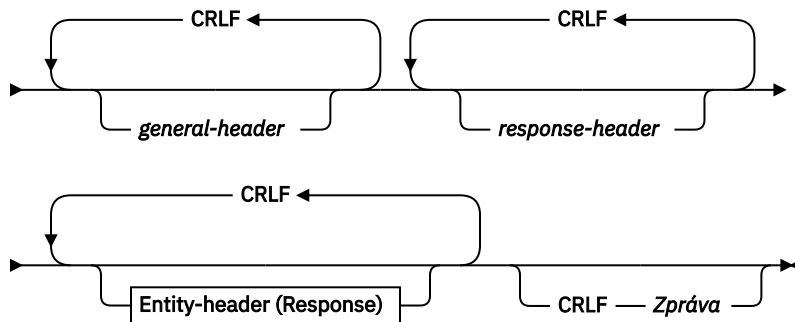 CRLF CRLF
general-header response-header
CRLF
Entity-header (Response) CRLF Zpráva